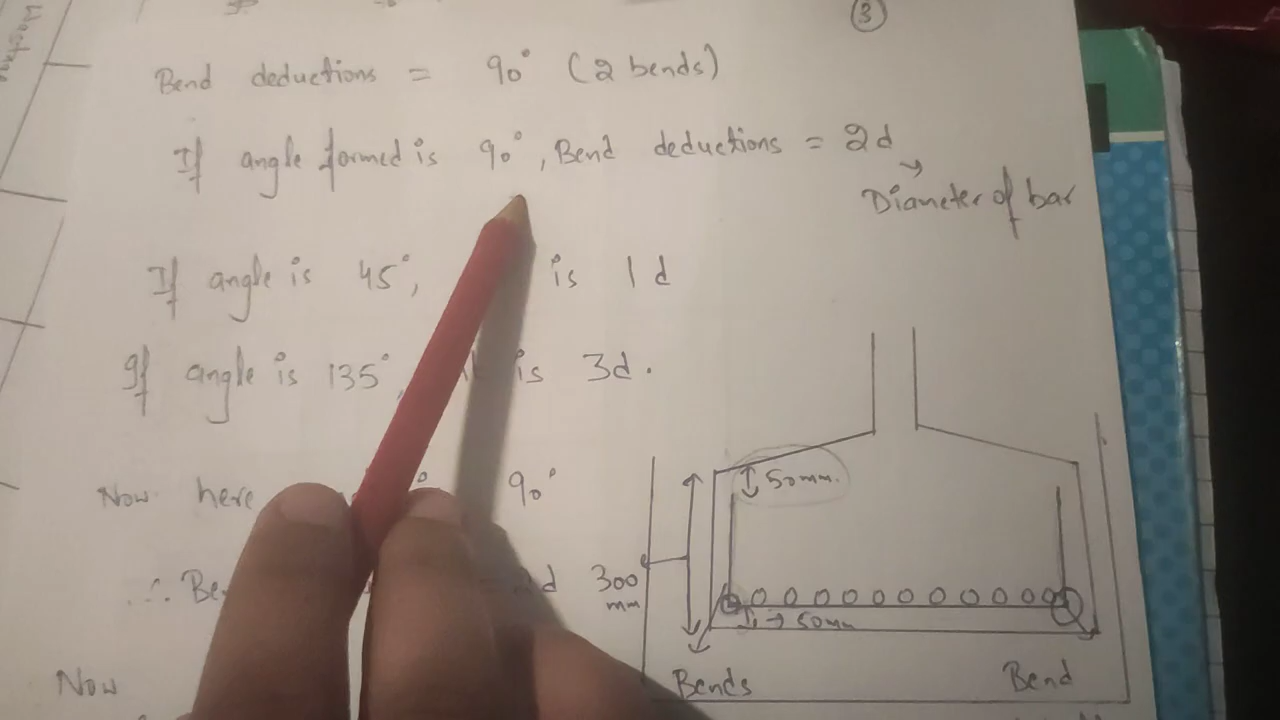 3
Bend deductions = 90° (2 bends)
If angle formed is 90°, Bend deductions = 2d
Diameter of bar
If angle is 45°, is 1d
If angle is 135°, is 3d.
Now here 90°
50mm.
∴ d
300
mm
→ 50mm
Now
Bends
Bend